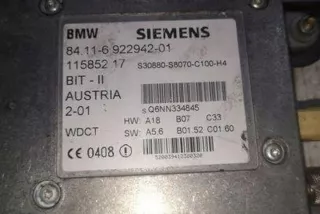 BMW SIEMENS
84.11-6 922942-01
115852 17 S30880-S8070-C100-H4
BIT - II
AUSTRIA
2-01 S Q6NN334645
HW: A18 B07 C33
WDCT SW: A5.6 B01.52 C01.60
CE 0408